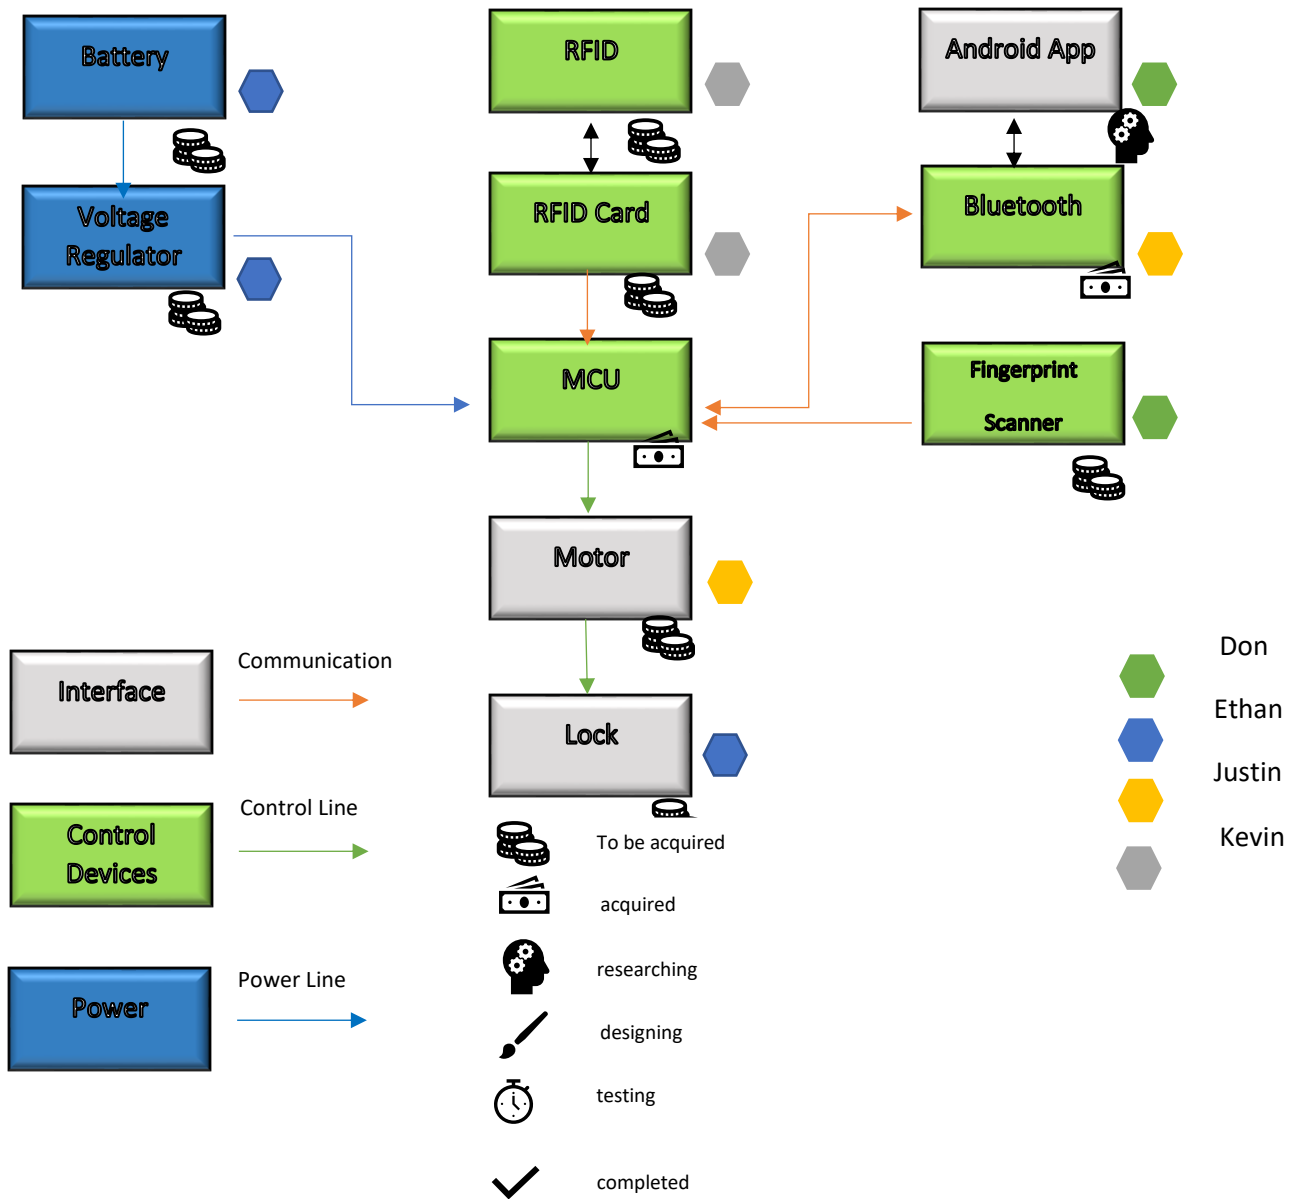 Battery
RFID
Android App
Voltage
Regulator
RFID Card
Bluetooth
MCU
Fingerprint
Scanner
Motor
Lock
Interface
Communication
Control
Devices
Control Line
Power
Power Line
To be acquired
acquired
researching
designing
testing
completed
Don
Ethan
Justin
Kevin